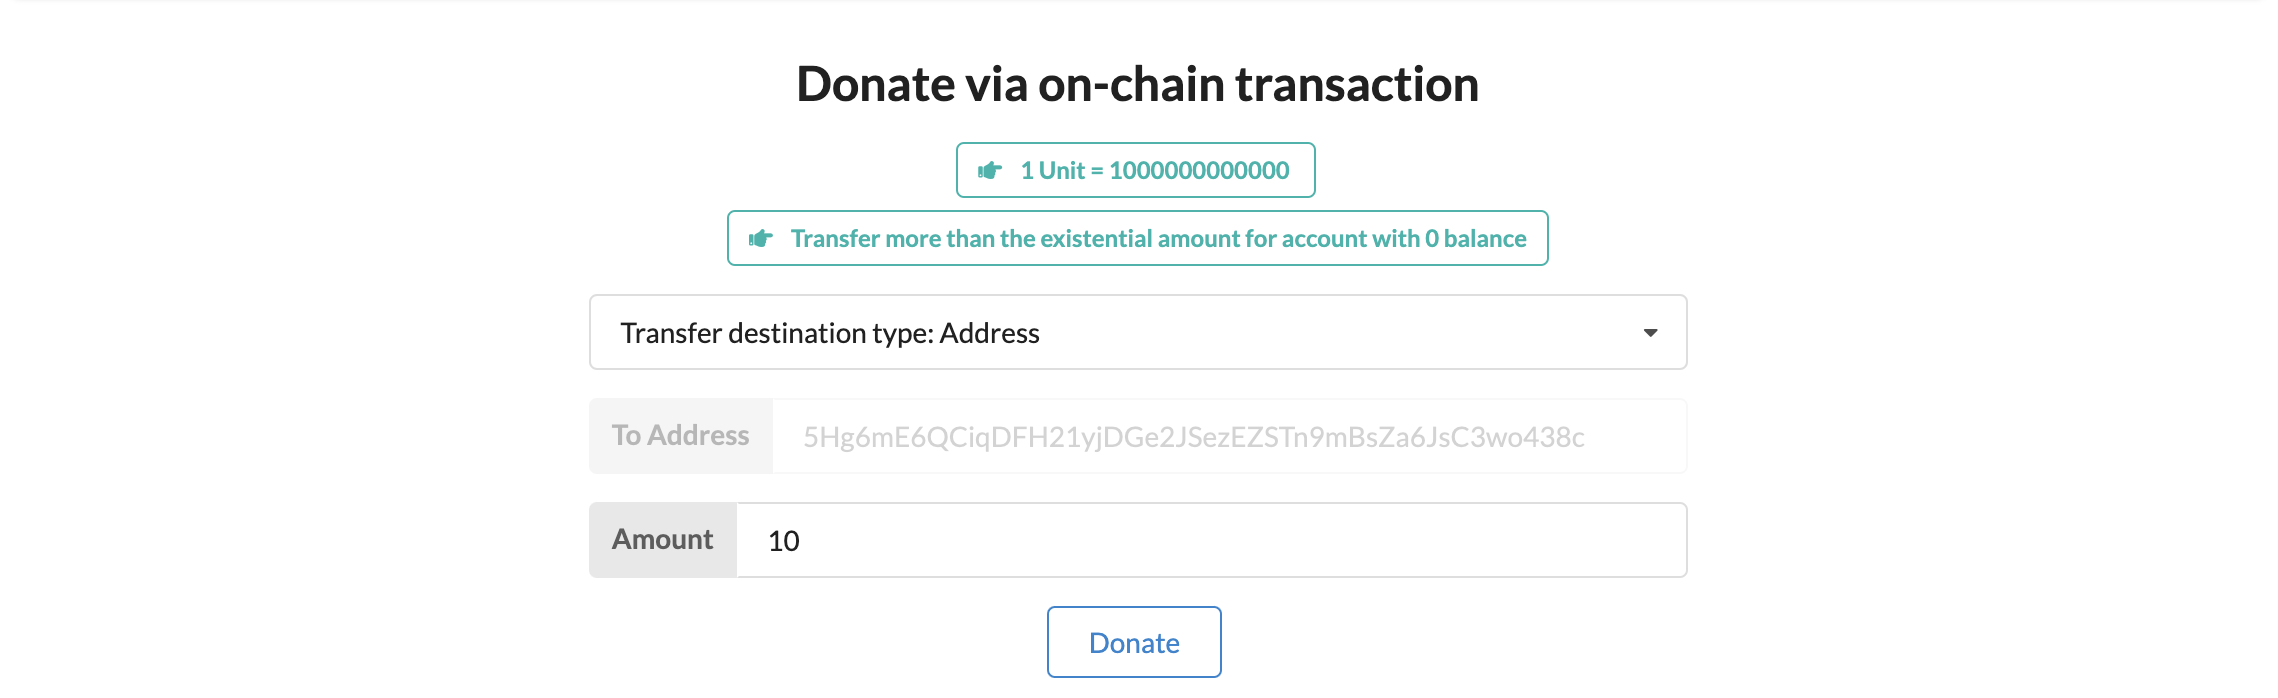 Donate via on-chain transaction
1 Unit = 1000000000000
Transfer more than the existential amount for account with 0 balance
Transfer destination type: Address
To Address 5Hg6mE6QCiqDFH21yjDGe2JSezEZSTn9mBsZa6JsC3wo438c
Amount 10
Donate